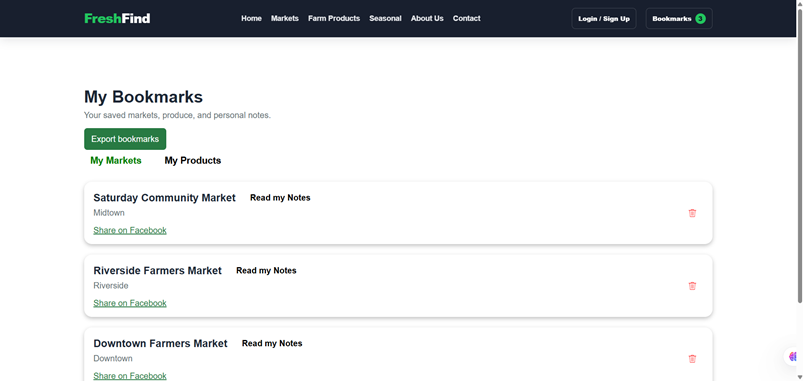 FreshFind Home Markets Farm Products Seasonal About Us Contact Login / Sign Up Bookmarks 3
My Bookmarks
Your saved markets, produce, and personal notes.
Export bookmarks
My Markets My Products
Saturday Community Market Read my Notes
Midtown
Share on Facebook
Riverside Farmers Market Read my Notes
Riverside
Share on Facebook
Downtown Farmers Market Read my Notes
Downtown
Share on Facebook